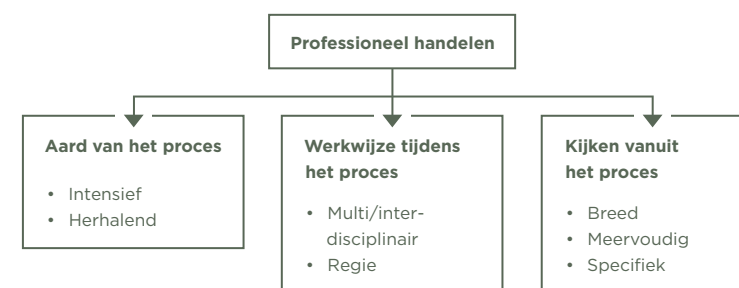 Professioneel handelen
Aard van het proces
• Intensief
• Herhalend
Werkwijze tijdens
het proces
• Multi/inter-
disciplinair
• Regie
Kijken vanuit
het proces
• Breed
• Meervoudig
• Specifiek